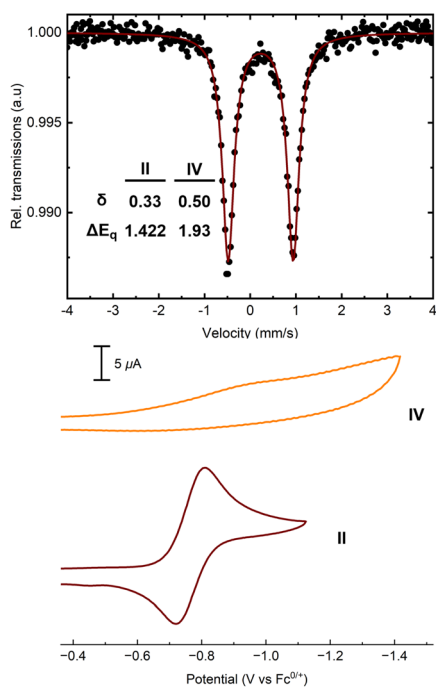 1.000
0.995
0.990
Rel. transmissions (a.u)
II IV
δ 0.33 0.50
ΔEq 1.422 1.93
-4 -3 -2 -1 0 1 2 3 4
Velocity (mm/s)
5 µA
IV
II
−0.4 −0.6 −0.8 −1.0 −1.2 −1.4
Potential (V vs Fc0/+)